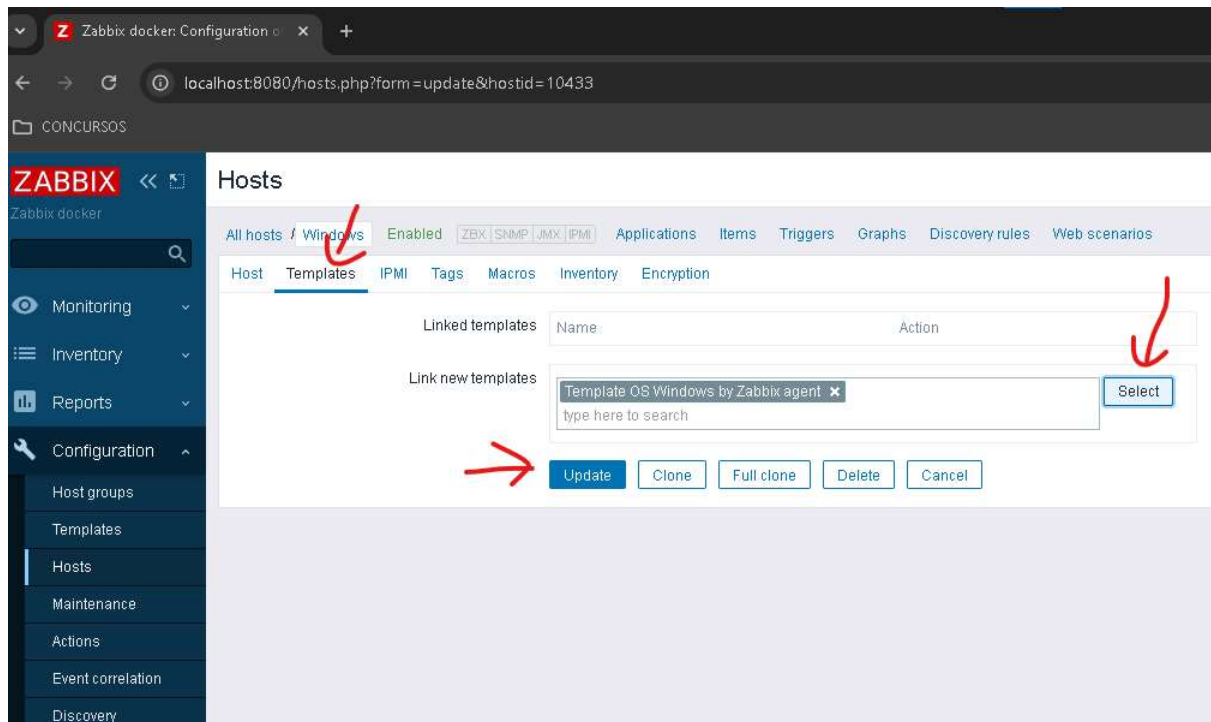 Zabbix docker: Configuration o
localhost:8080/hosts.php?form=update&hostid=10433
CONCURSOS
ZABBIX
Zabbix docker
Monitoring
Inventory
Reports
Configuration
Host groups
Templates
Hosts
Maintenance
Actions
Event correlation
Discovery
Hosts
All hosts / Windows Enabled ZBX SNMP JMX IPMI Applications Items Triggers Graphs Discovery rules Web scenarios
Host Templates IPMI Tags Macros Inventory Encryption
Linked templates Name Action
Link new templates Template OS Windows by Zabbix agent Select
type here to search
Update Clone Full clone Delete Cancel